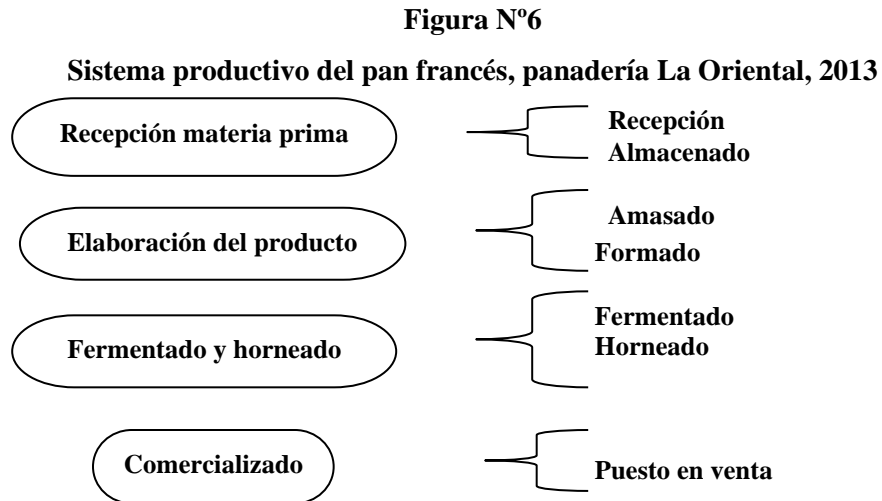 Figura Nº6
Sistema productivo del pan francés, panadería La Oriental, 2013
Recepción materia prima
Recepción
Almacenado
Elaboración del producto
Amasado
Formado
Fermentado y horneado
Fermentado
Horneado
Comercializado
Puesto en venta